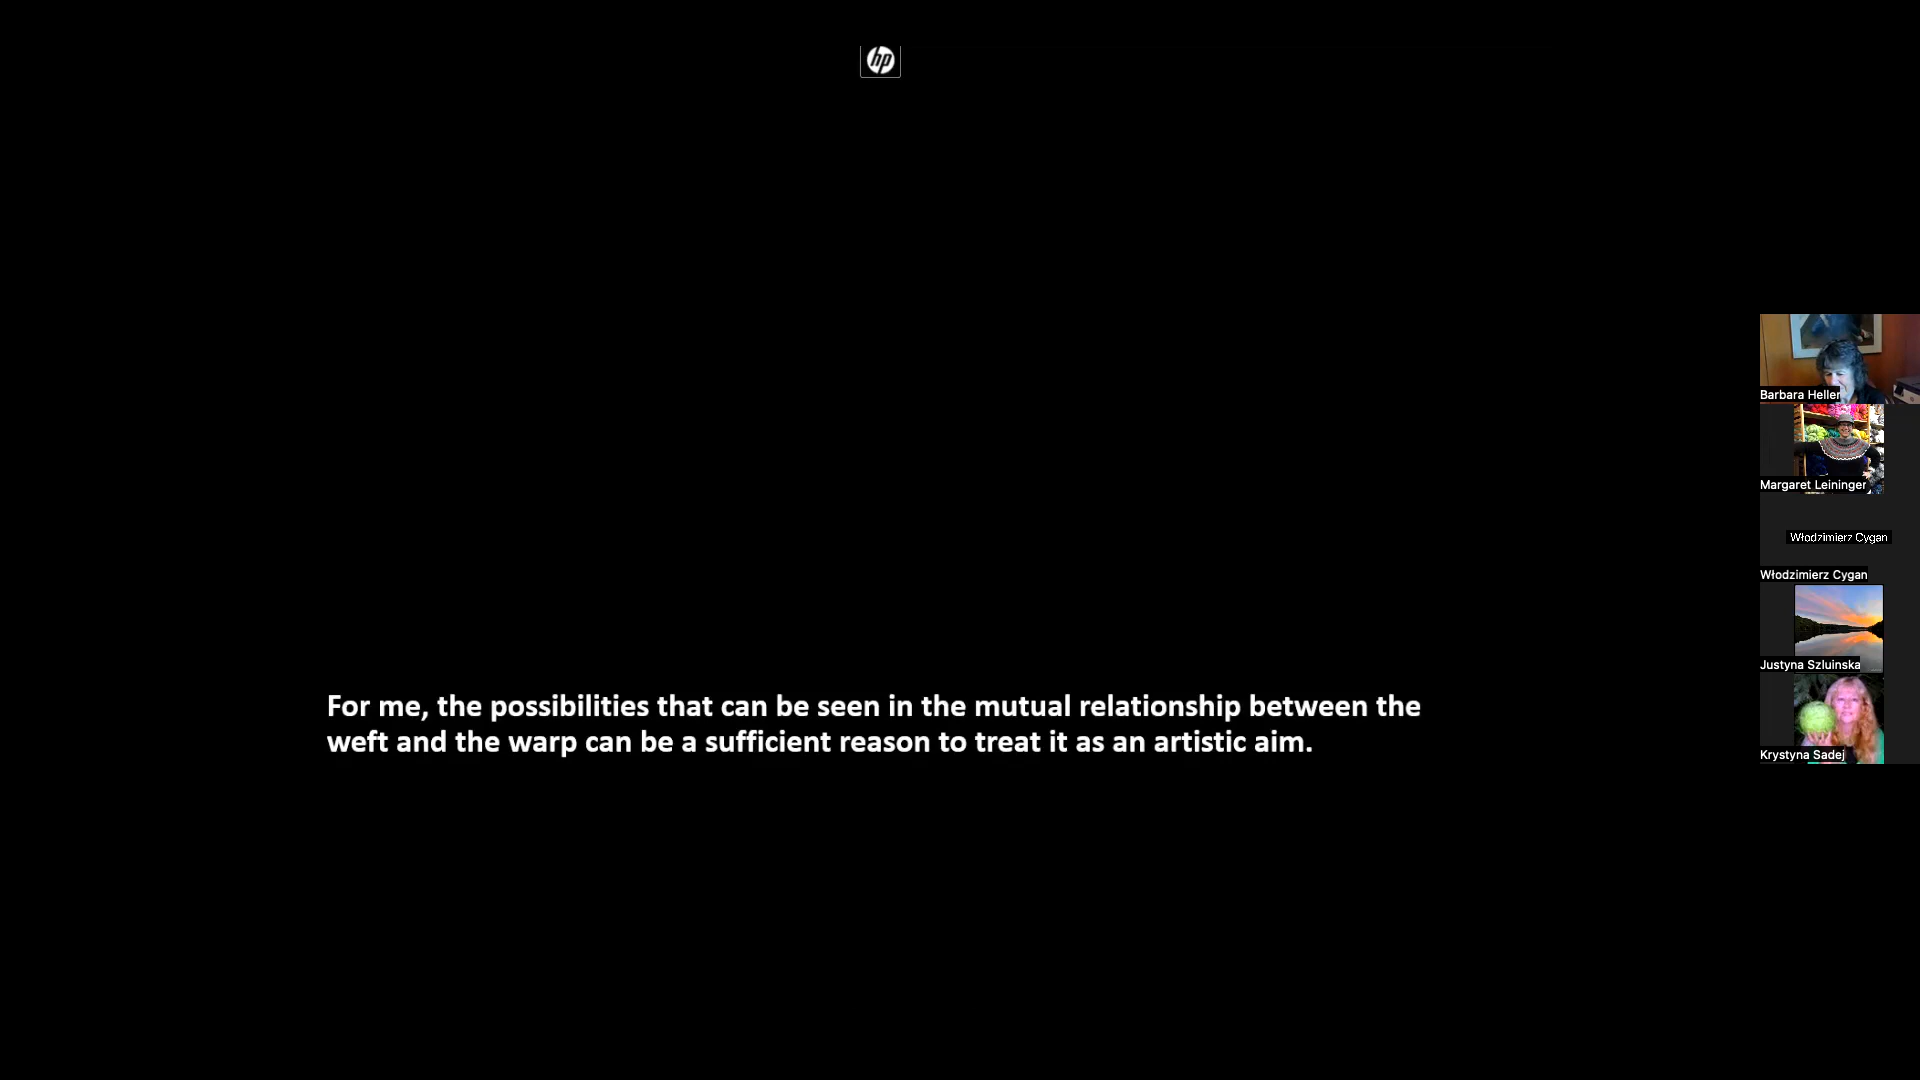 hp
For me, the possibilities that can be seen in the mutual relationship between the
weft and the warp can be a sufficient reason to treat it as an artistic aim.
Barbara Heller
Margaret Leininger
Włodzimierz Cygan
Włodzimierz Cygan
Justyna Szluinska
Krystyna Sadej